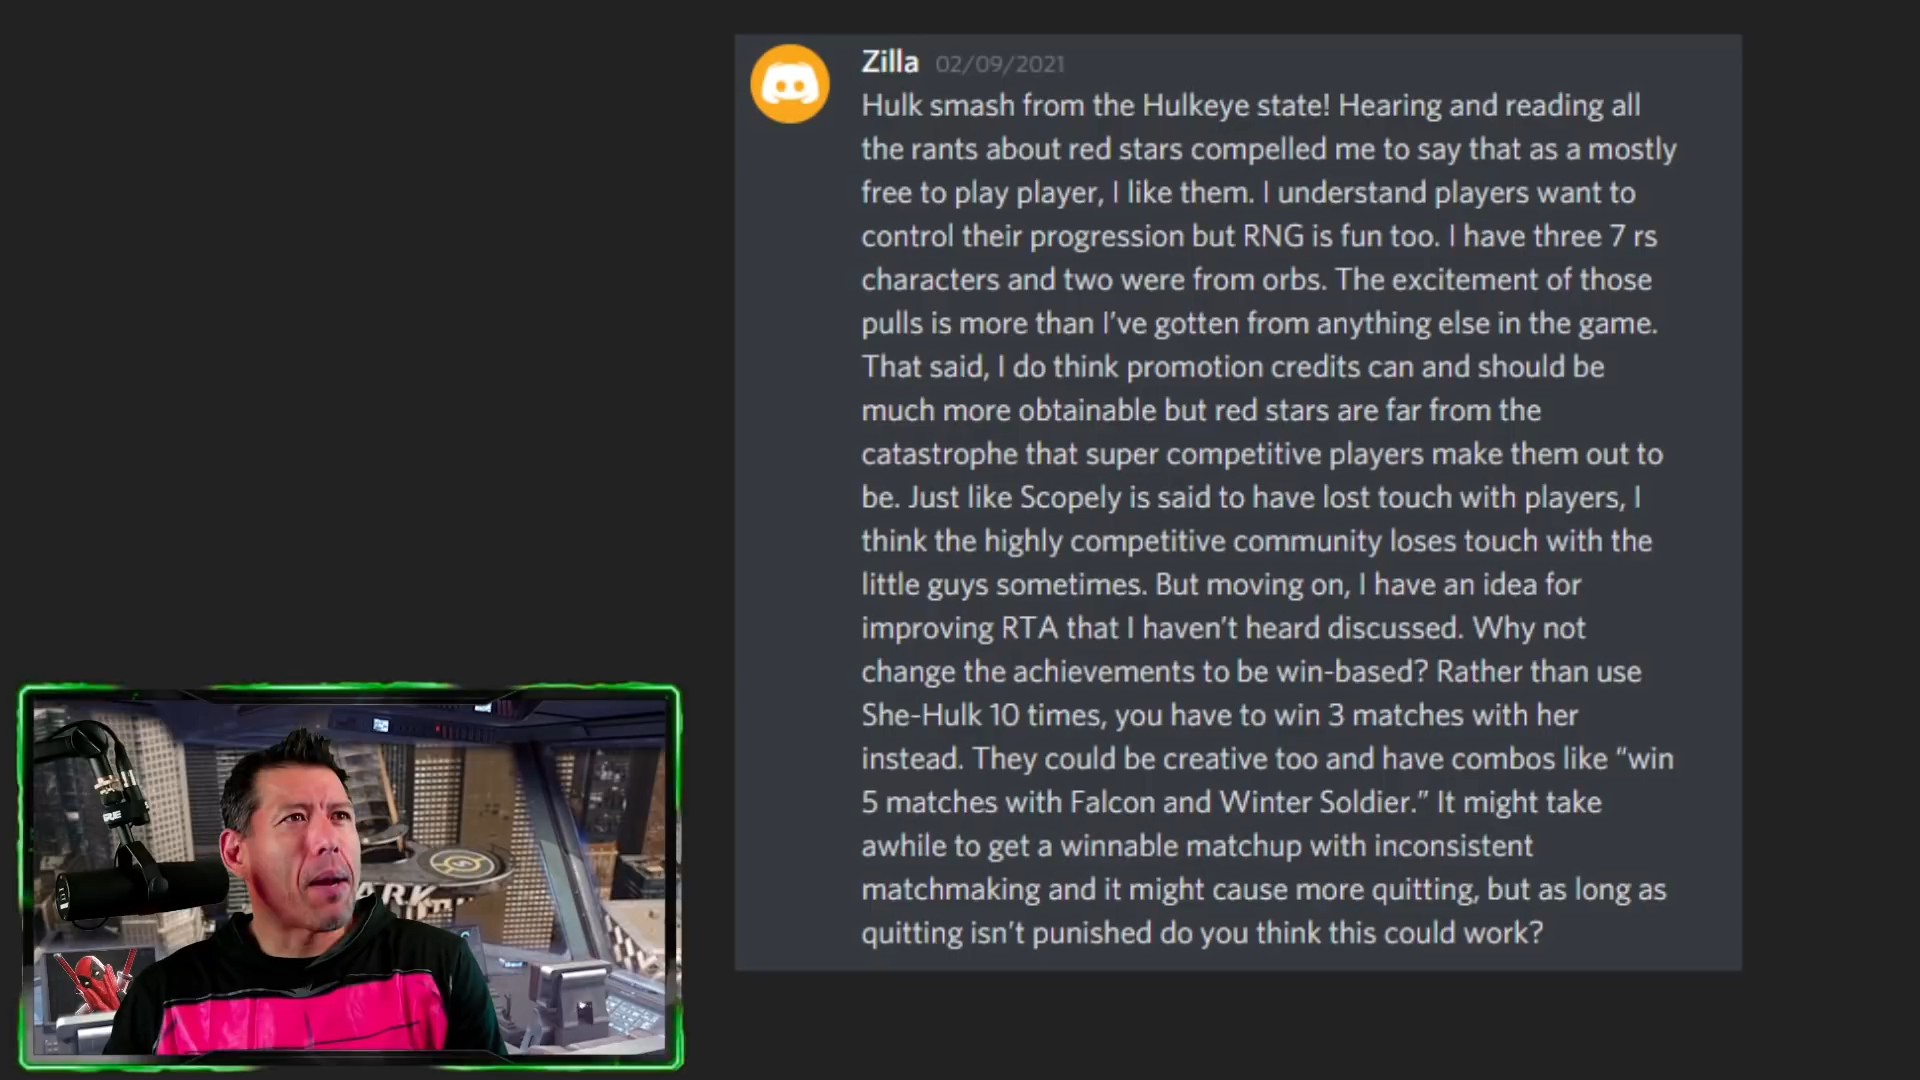 Zilla 02/09/2021
Hulk smash from the Hulkeye state! Hearing and reading all
the rants about red stars compelled me to say that as a mostly
free to play player, I like them. I understand players want to
control their progression but RNG is fun too. I have three 7 rs
characters and two were from orbs. The excitement of those
pulls is more than I’ve gotten from anything else in the game.
That said, I do think promotion credits can and should be
much more obtainable but red stars are far from the
catastrophe that super competitive players make them out to
be. Just like Scopely is said to have lost touch with players, I
think the highly competitive community loses touch with the
little guys sometimes. But moving on, I have an idea for
improving RTA that I haven’t heard discussed. Why not
change the achievements to be win-based? Rather than use
She-Hulk 10 times, you have to win 3 matches with her
instead. They could be creative too and have combos like “win
5 matches with Falcon and Winter Soldier.” It might take
awhile to get a winnable matchup with inconsistent
matchmaking and it might cause more quitting, but as long as
quitting isn’t punished do you think this could work?